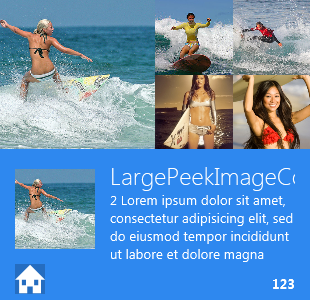 LargePeekImageCo
2 Lorem ipsum dolor sit amet,
consectetur adipisicing elit, sed
do eiusmod tempor incididunt
ut labore et dolore magna
123